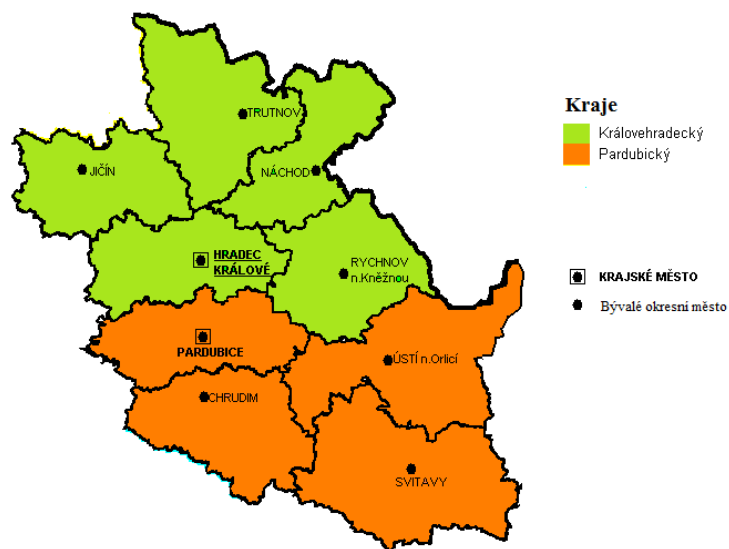 TRUTNOV
JIČÍN
NÁCHOD
HRADEC
KRÁLOVÉ
RYCHNOV
n.Kněžnou
PARDUBICE
ÚSTÍ n.Orlicí
CHRUDIM
SVITAVY
Kraje
Královehradecký
Pardubický
KRAJSKÉ MĚSTO
Bývalé okresní město